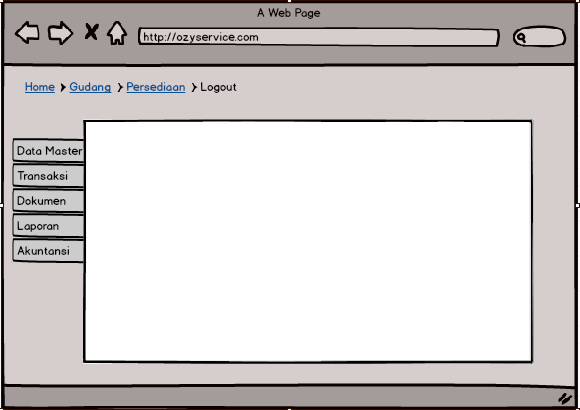 A Web Page
http://ozyservice.com
Home Gudang Persediaan Logout
Data Master
Transaksi
Dokumen
Laporan
Akuntansi